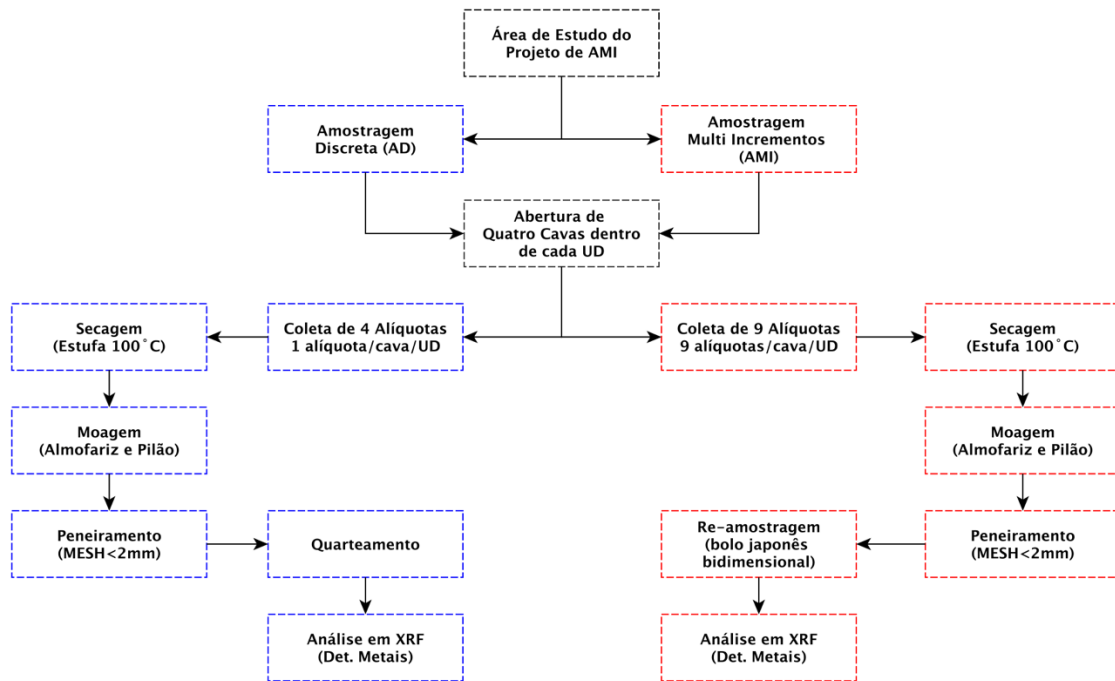 Área de Estudo do
Projeto de AMI
Amostragem
Discreta (AD)
Amostragem
Multi Incrementos
(AMI)
Abertura de
Quatro Cavas dentro
de cada UD
Secagem
(Estufa 100˚C)
Coleta de 4 Alíquotas
1 alíquota/cava/UD
Coleta de 9 Alíquotas
9 alíquotas/cava/UD
Secagem
(Estufa 100˚C)
Moagem
(Almofariz e Pilão)
Moagem
(Almofariz e Pilão)
Peneiramento
(MESH<2mm)
Quarteamento
Re-amostragem
(bolo japonês
bidimensional)
Peneiramento
(MESH<2mm)
Análise em XRF
(Det. Metais)
Análise em XRF
(Det. Metais)